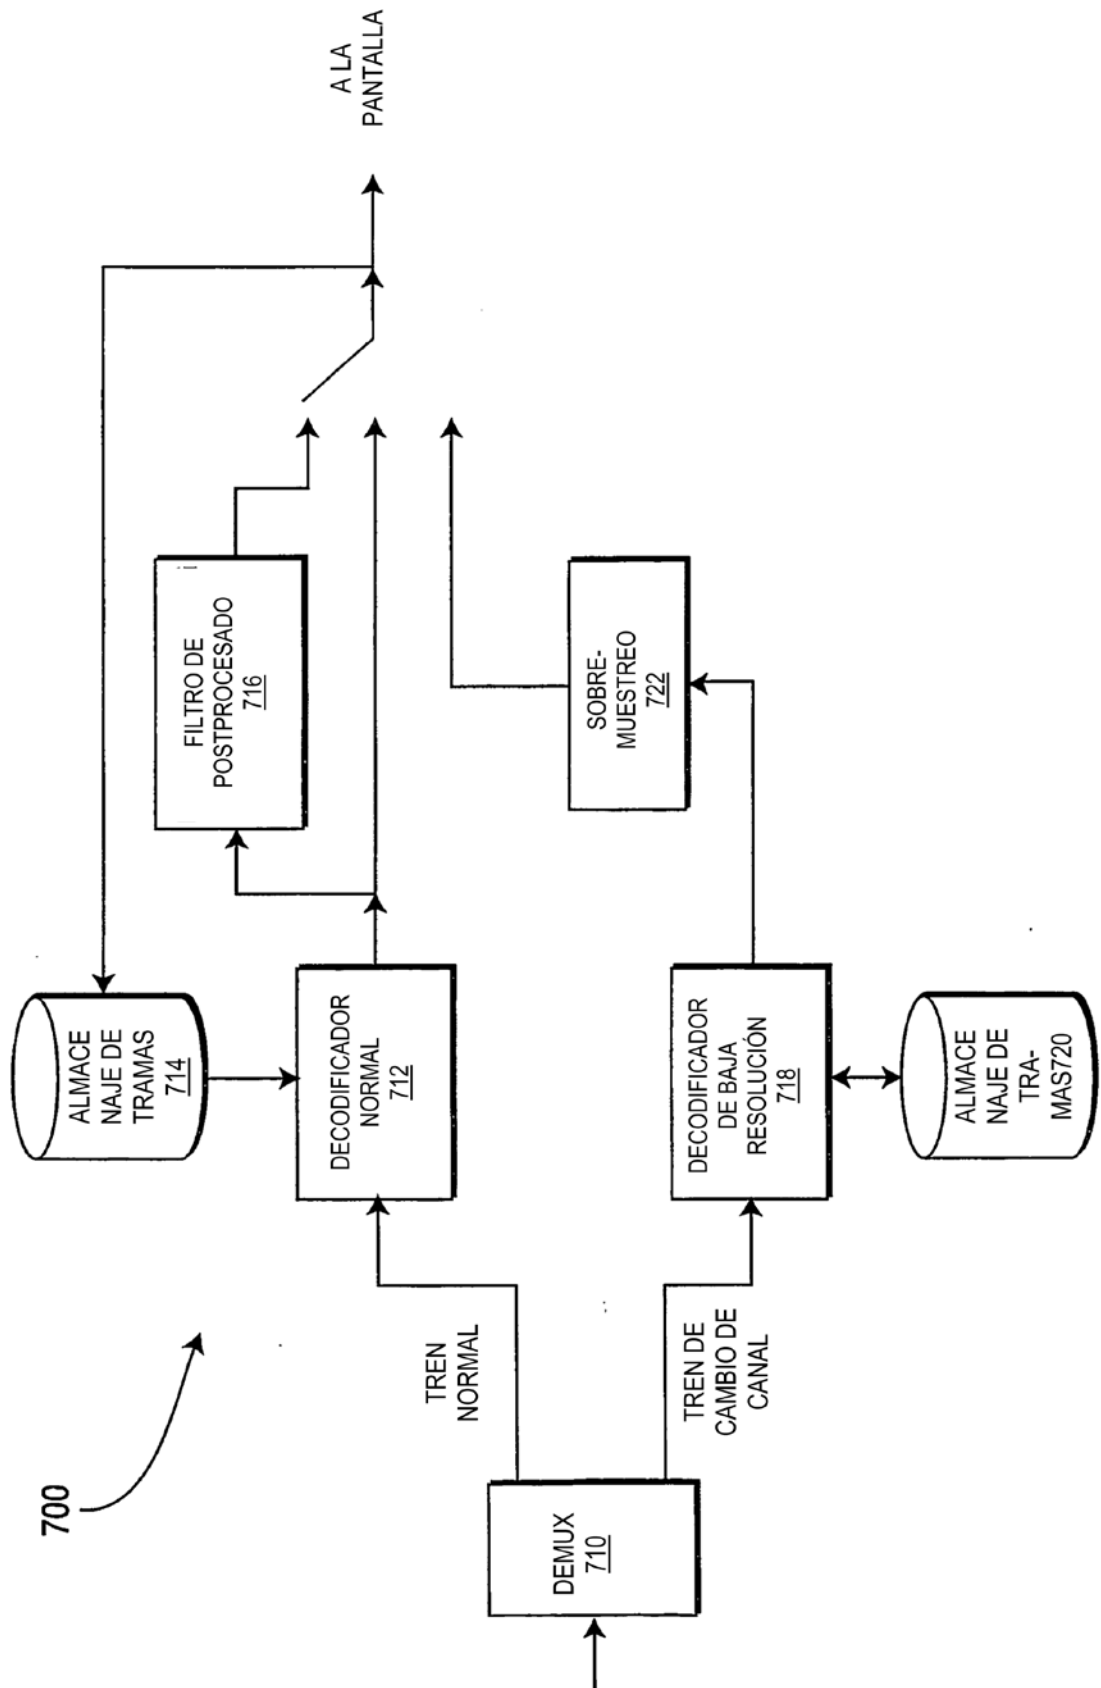 700
DEMUX
710
TREN
NORMAL
TREN DE
CAMBIO DE
CANAL
ALMACE
NAJE DE
TRAMAS
714
DECODIFICADOR
NORMAL
712
DECODIFICADOR
DE BAJA
RESOLUCIÓN
718
ALMACE
NAJE DE
TRA-
MAS720
FILTRO DE
POSTPROCESADO
716
SOBRE-
MUESTREO
722
A LA
PANTALLA